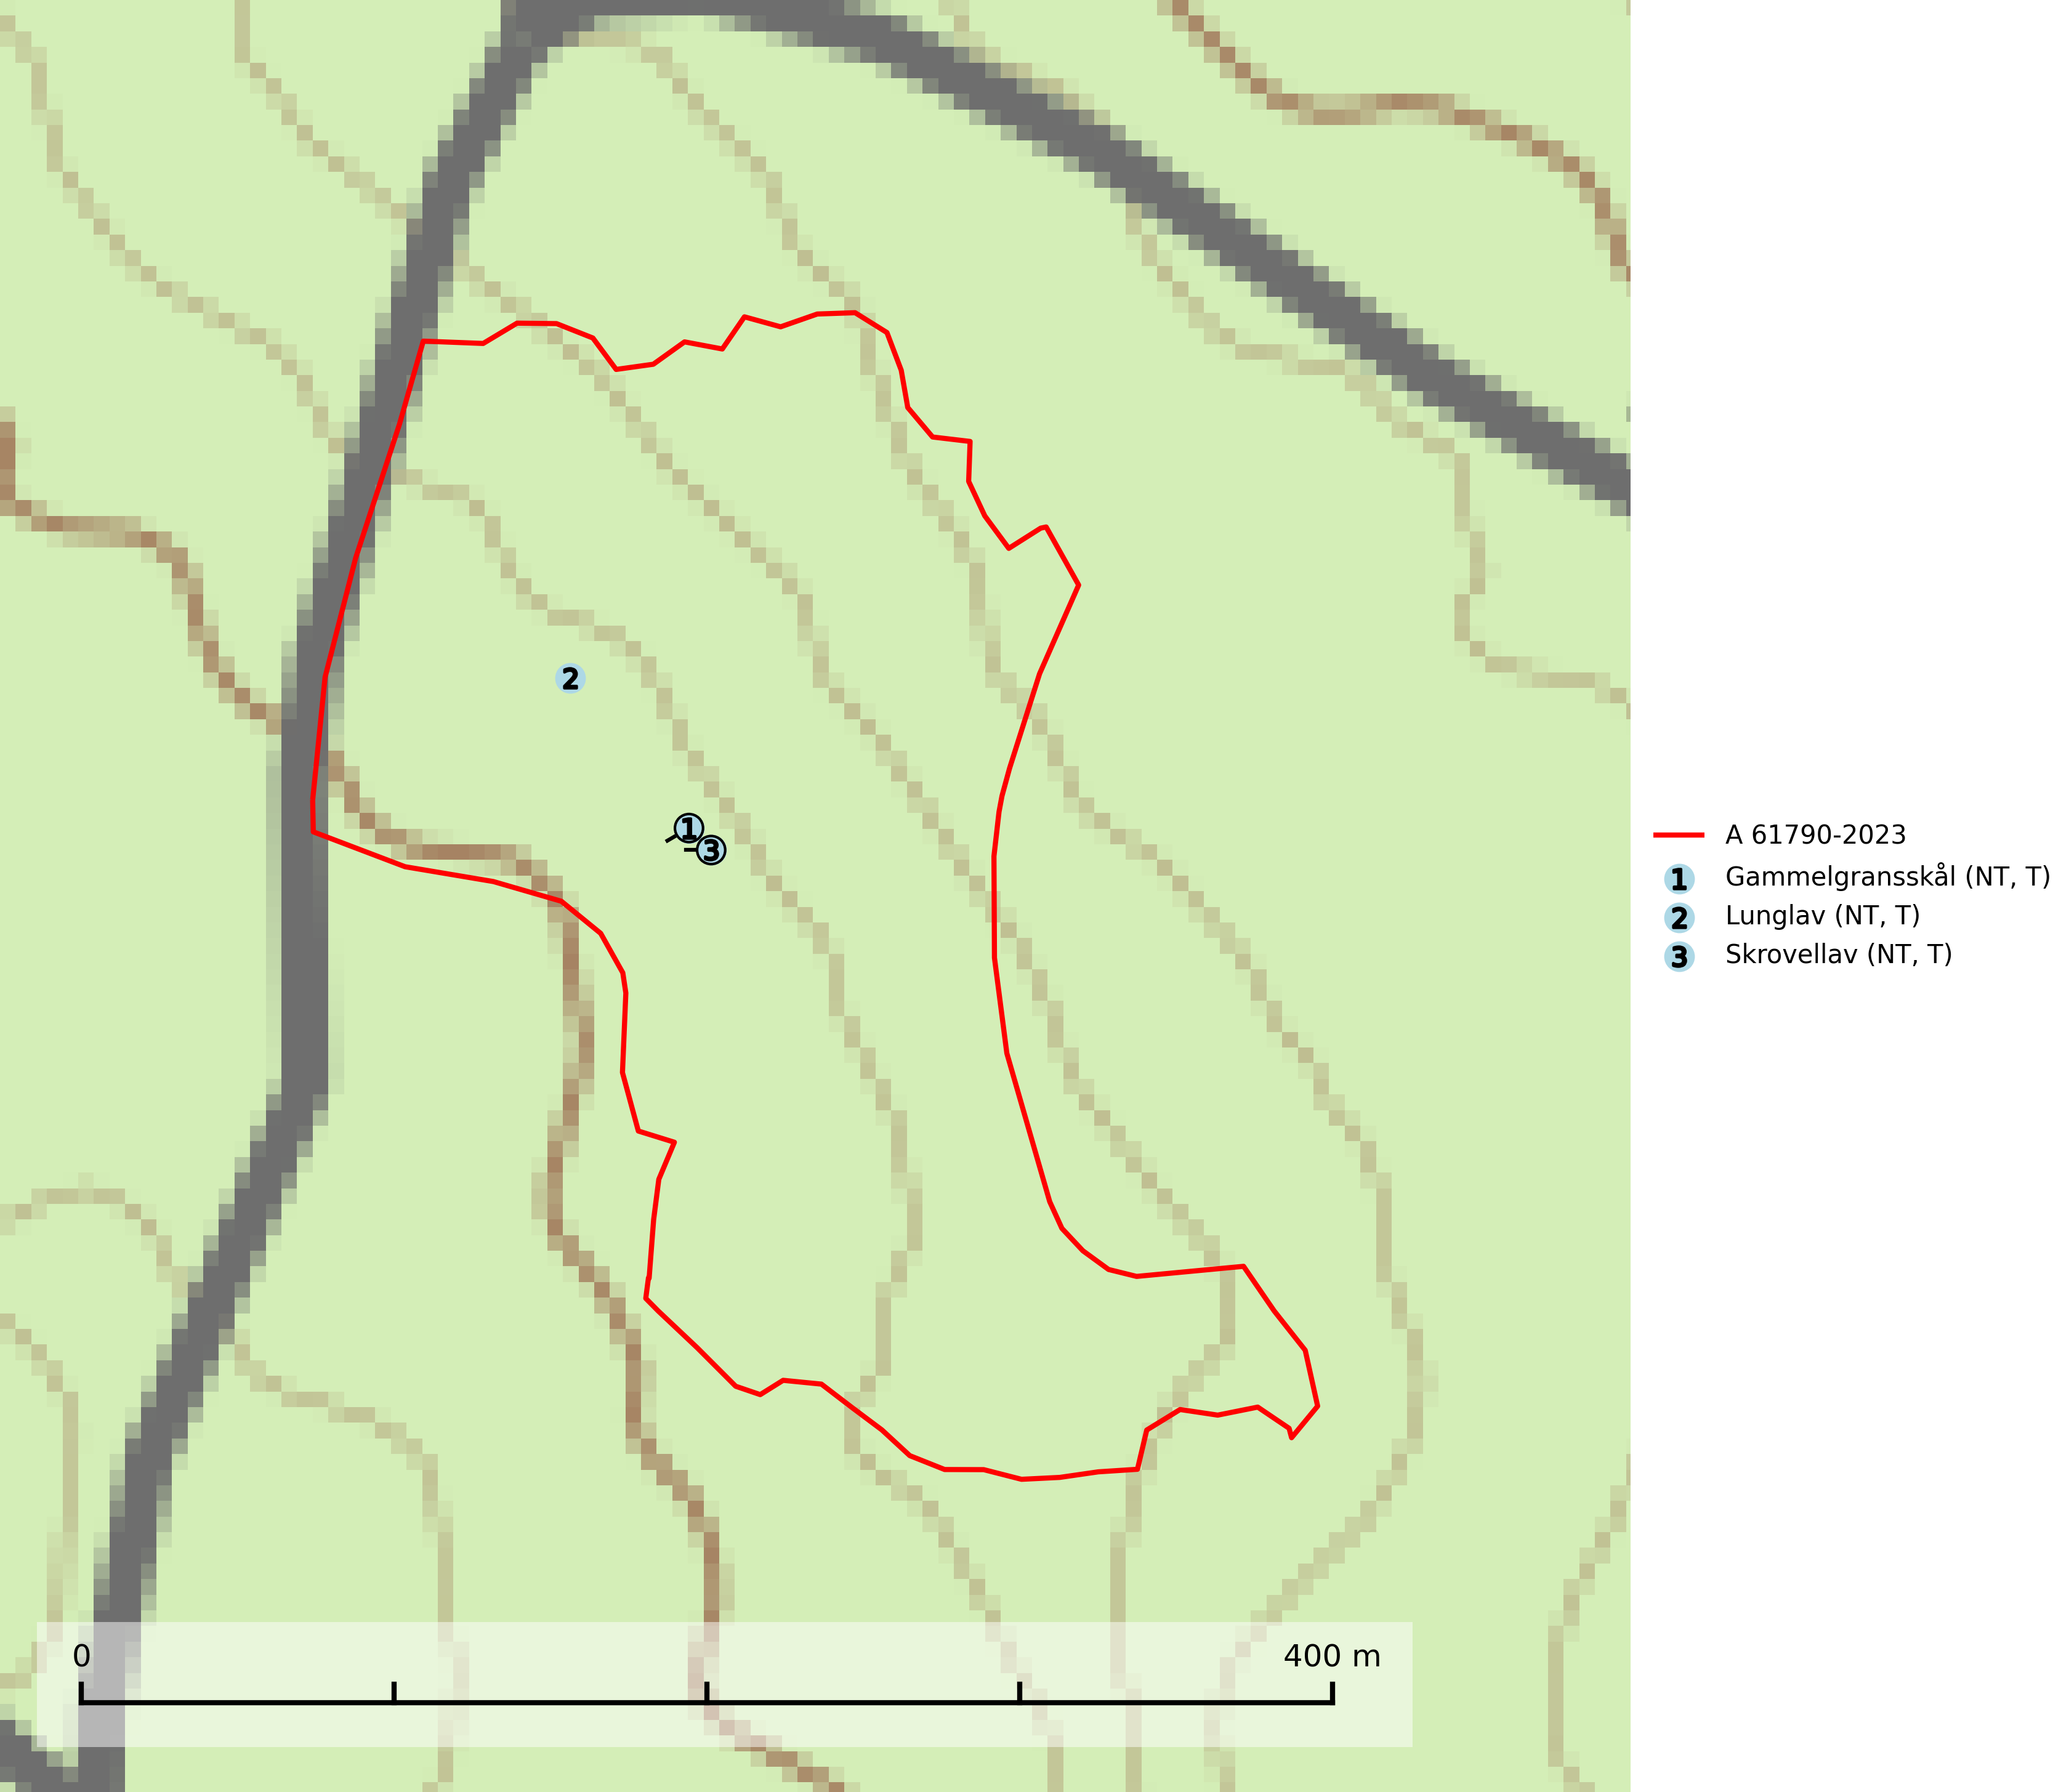 2
1
3
A 61790-2023
1 Gammelgransskål (NT, T)
2 Lunglav (NT, T)
3 Skrovellav (NT, T)
0 400 m